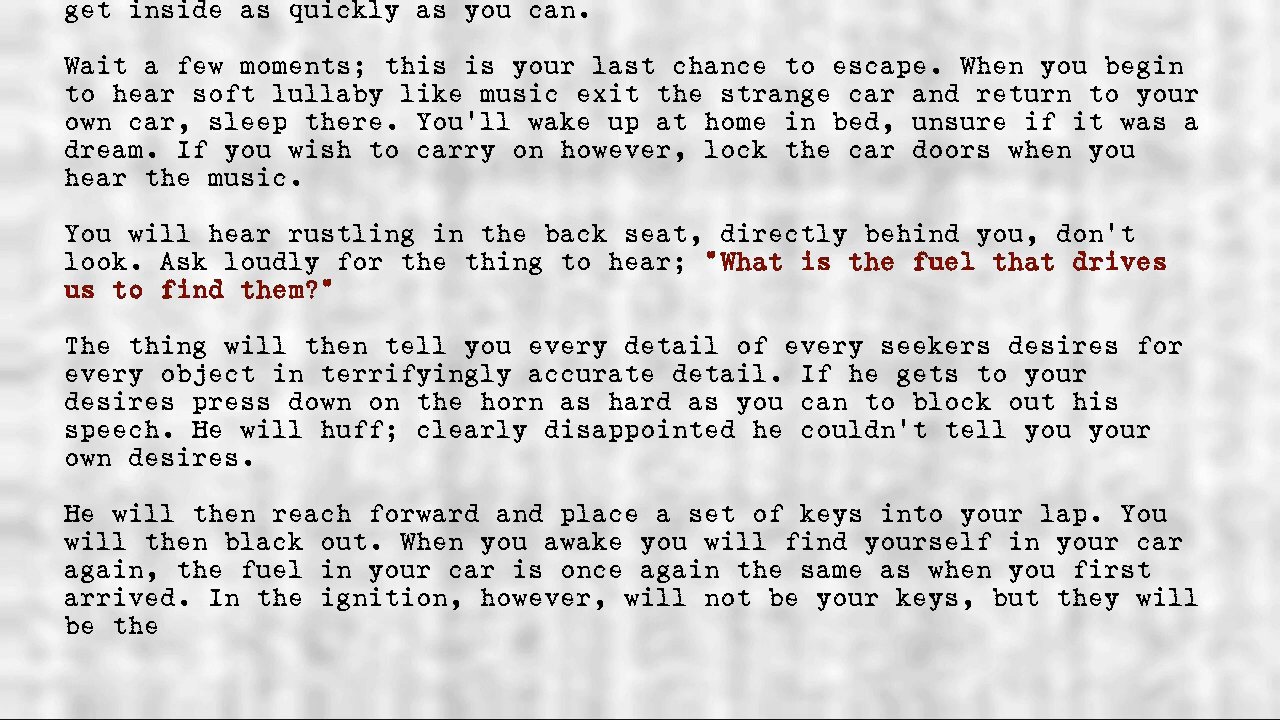 get inside as quickly as you can.
Wait a few moments; this is your last chance to escape. When you begin
to hear soft lullaby like music exit the strange car and return to your
own car, sleep there. You'll wake up at home in bed, unsure if it was a
dream. If you wish to carry on however, lock the car doors when you
hear the music.
You will hear rustling in the back seat, directly behind you, don't
look. Ask loudly for the thing to hear; "What is the fuel that drives
us to find them?"
The thing will then tell you every detail of every seekers desires for
every object in terrifyingly accurate detail. If he gets to your
desires press down on the horn as hard as you can to block out his
speech. He will huff; clearly disappointed he couldn't tell you your
own desires.
He will then reach forward and place a set of keys into your lap. You
will then black out. When you awake you will find yourself in your car
again, the fuel in your car is once again the same as when you first
arrived. In the ignition, however, will not be your keys, but they will
be the